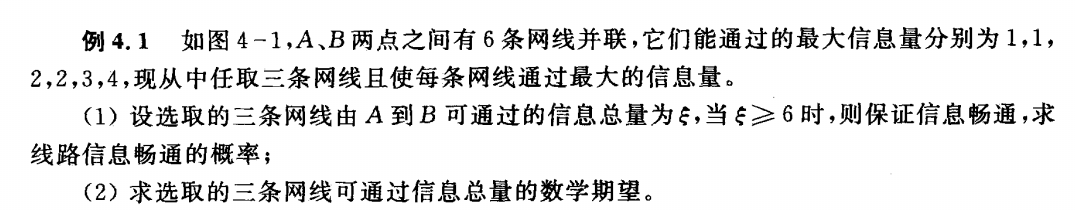 例 4.1 如图 4-1,A、B 两点之间有 6 条网线并联,它们能通过的最大信息量分别为 1,1,
2,2,3,4,现从中任取三条网线且使每条网线通过最大的信息量。
(1) 设选取的三条网线由 A 到 B 可通过的信息总量为 ξ,当 ξ≥6 时,则保证信息畅通,求
线路信息畅通的概率;
(2) 求选取的三条网线可通过信息总量的数学期望。